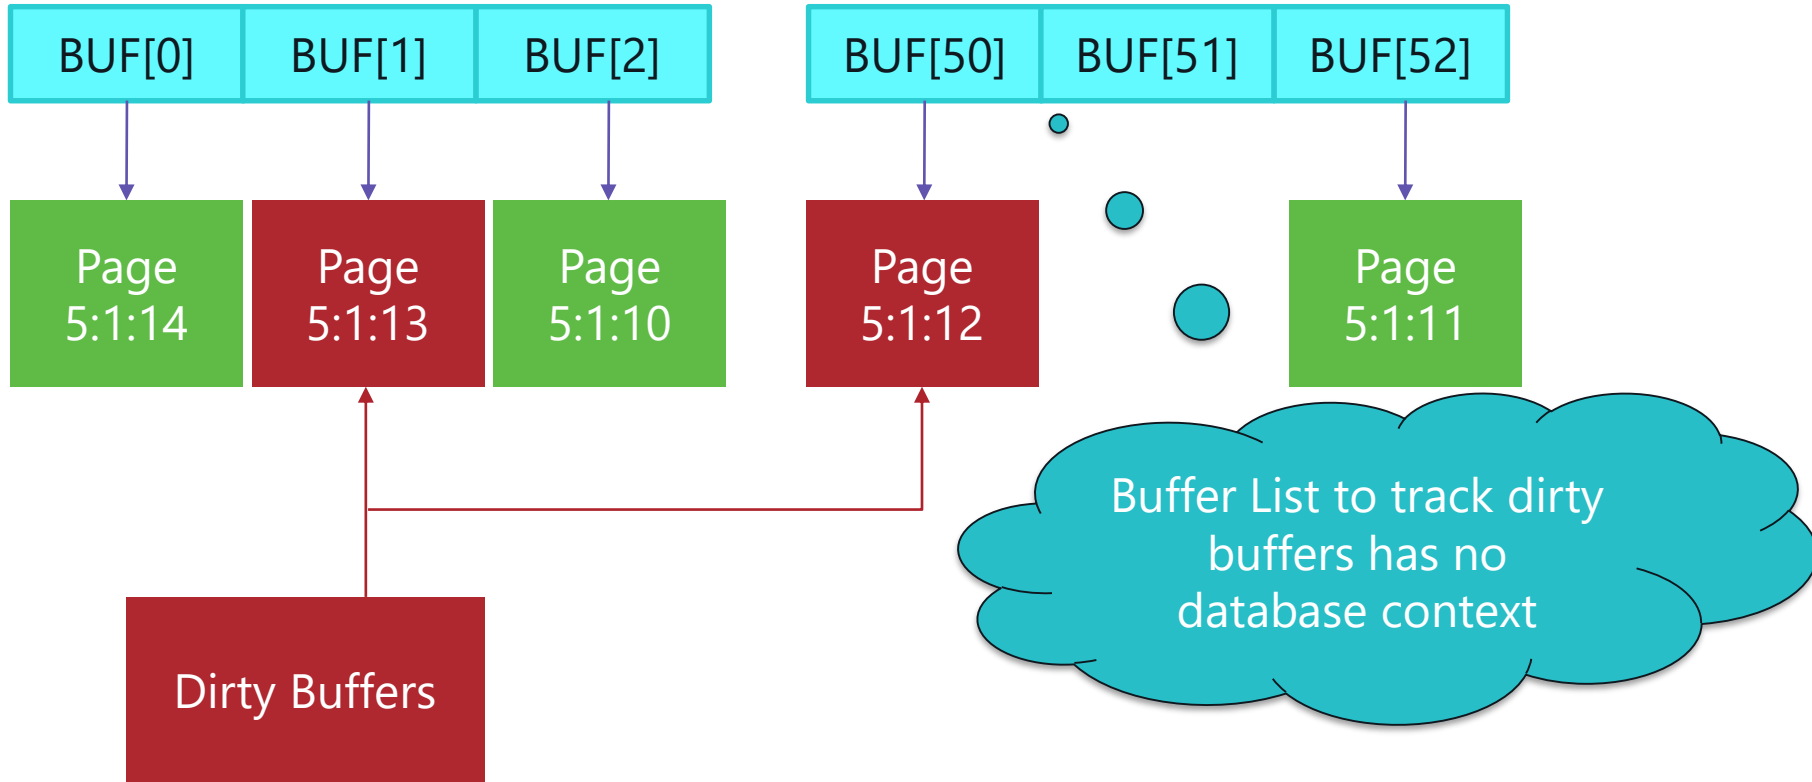 BUF[0]
BUF[1]
BUF[2]
BUF[50]
BUF[51]
BUF[52]
Page
5:1:14
Page
5:1:13
Page
5:1:10
Page
5:1:12
Page
5:1:11
Buffer List to track dirty
buffers has no
database context
Dirty Buffers